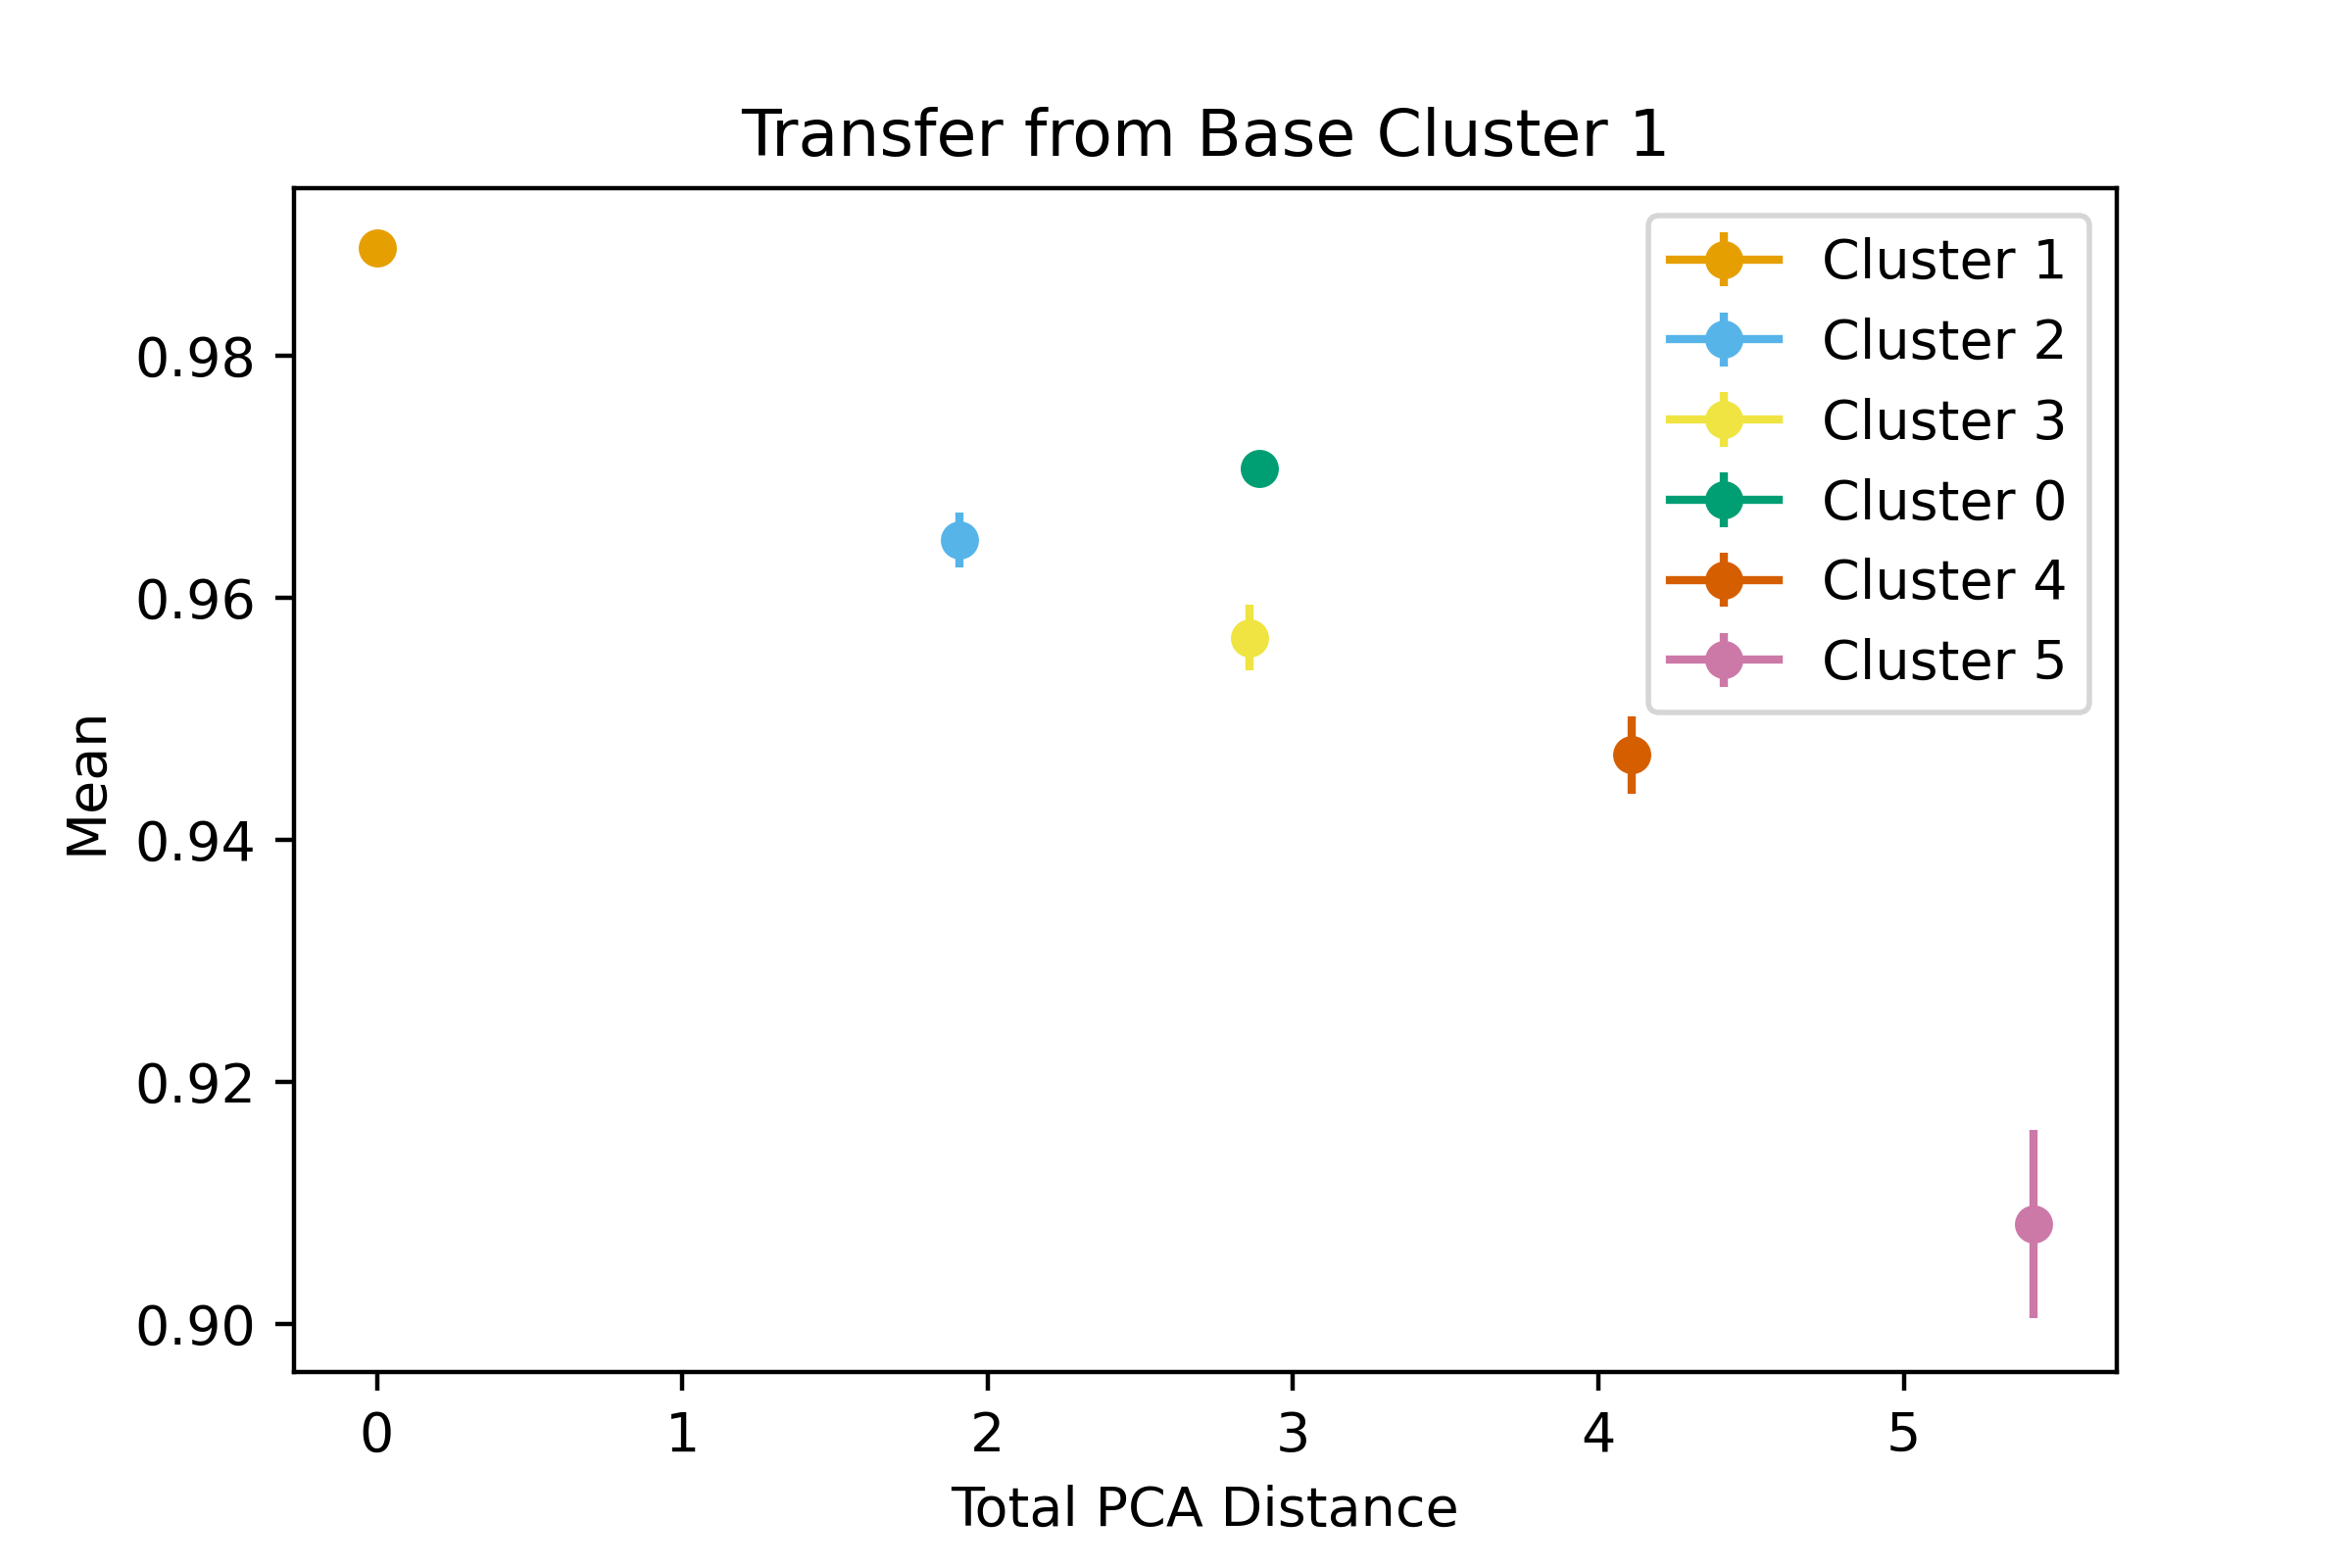 Transfer from Base Cluster 1
Cluster 1
Cluster 2
Cluster 3
Cluster 0
Cluster 4
Cluster 5
Mean
0.98
0.96
0.94
0.92
0.90
0 1 2 3 4 5
Total PCA Distance